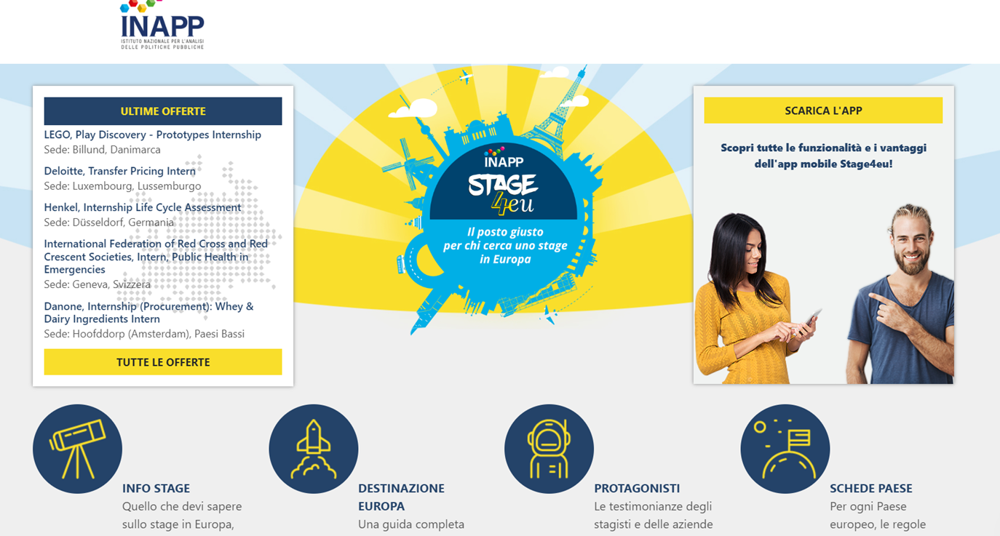 INAPP
ISTITUTO NAZIONALE PER L'ANALISI
DELLE POLITICHE PUBBLICHE
ULTIME OFFERTE
LEGO, Play Discovery - Prototypes Internship
Sede: Billund, Danimarca
Deloitte, Transfer Pricing Intern
Sede: Luxembourg, Lussemburgo
Henkel, Internship Life Cycle Assessment
Sede: Düsseldorf, Germania
International Federation of Red Cross and Red
Crescent Societies, Intern, Public Health in
Emergencies
Sede: Geneva, Svizzera
Danone, Internship (Procurement): Whey &
Dairy Ingredients Intern
Sede: Hoofddorp (Amsterdam), Paesi Bassi
TUTTE LE OFFERTE
INAPP
STAGE
4eu
Il posto giusto
per chi cerca uno stage
in Europa
SCARICA L'APP
Scopri tutte le funzionalità e i vantaggi
dell'app mobile Stage4eu!
INFO STAGE
Quello che devi sapere
sullo stage in Europa,
DESTINAZIONE
EUROPA
Una guida completa
PROTAGONISTI
Le testimonianze degli
stagisti e delle aziende
SCHEDE PAESE
Per ogni Paese
europeo, le regole